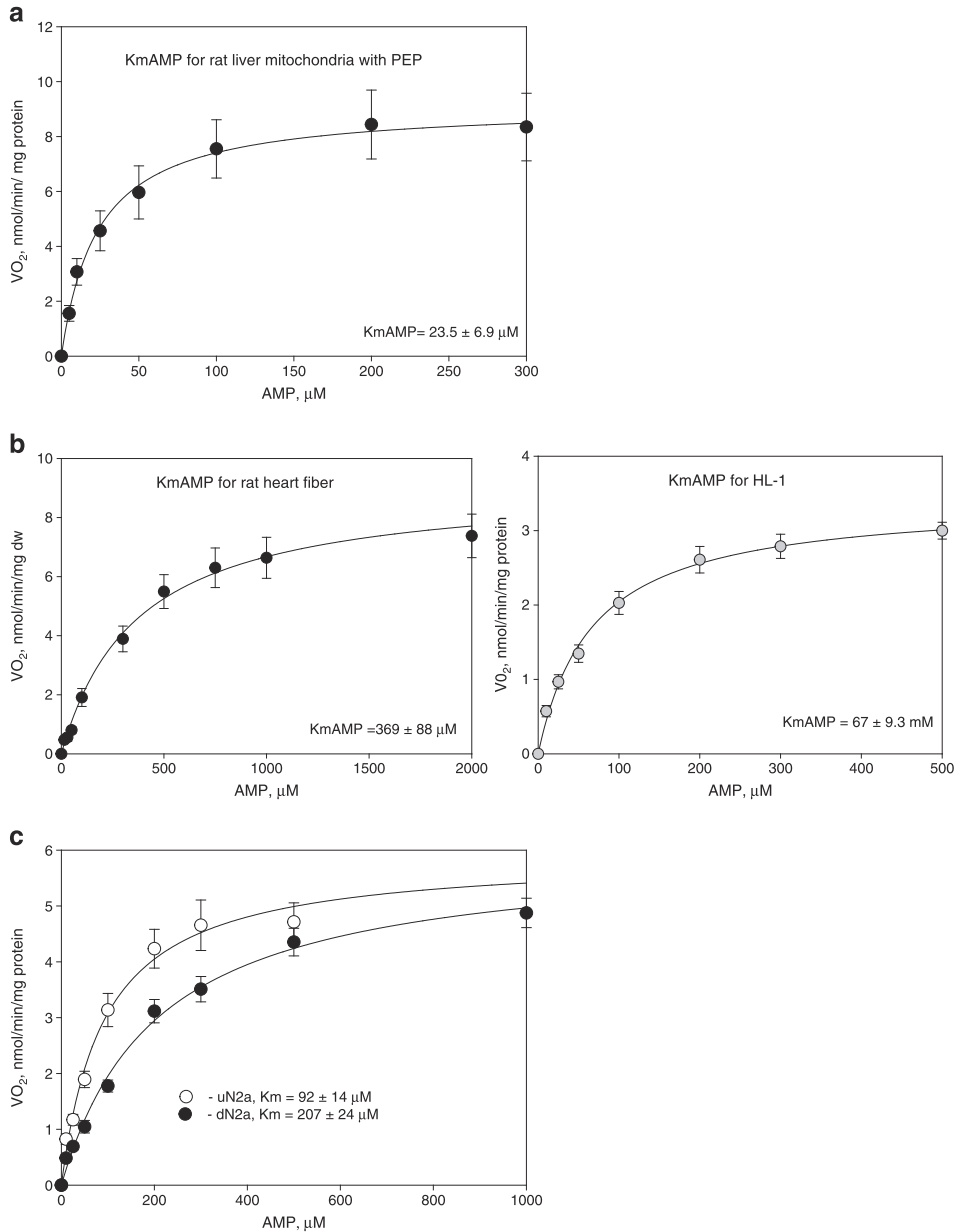 a
KmAMP for rat liver mitochondria with PEP
VO₂, nmol/min/ mg protein
12
10
8
6
4
2
0
KmAMP= 23.5 ± 6.9 μM
0 50 100 150 200 250 300
AMP, μM
b
KmAMP for rat heart fiber
VO₂, nmol/min/mg dw
10
8
6
4
2
0
KmAMP =369 ± 88 μM
0 500 1000 1500 2000
AMP, μM
KmAMP for HL-1
V0₂, nmol/min/mg protein
4
3
2
1
0
KmAMP = 67 ± 9.3 mM
0 100 200 300 400 500
AMP, μM
c
VO₂, nmol/min/mg protein
6
5
4
3
2
1
0
- uN2a, Km = 92 ± 14 μM
- dN2a, Km = 207 ± 24 μM
0 200 400 600 800 1000
AMP, μM